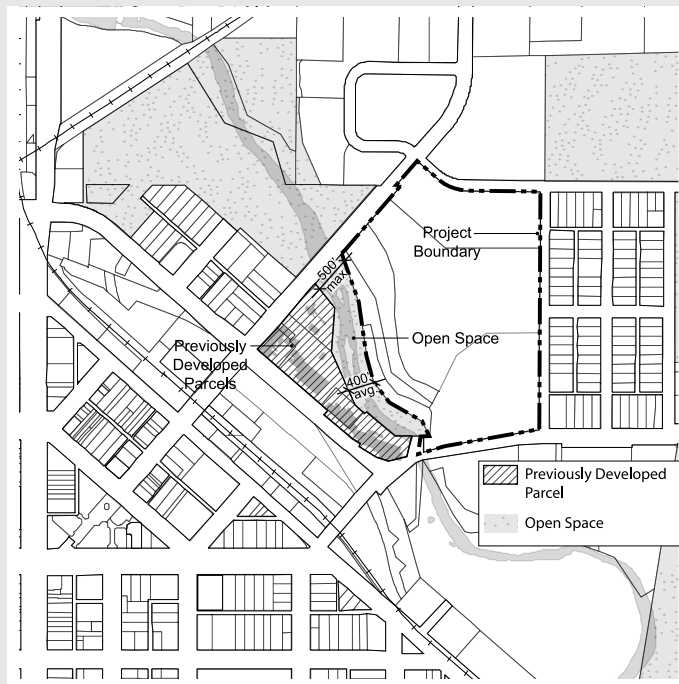 Project
Boundary
500'
max.
Previously
Developed
Parcels
Open Space
400'
avg.
Previously Developed
Parcel
Open Space